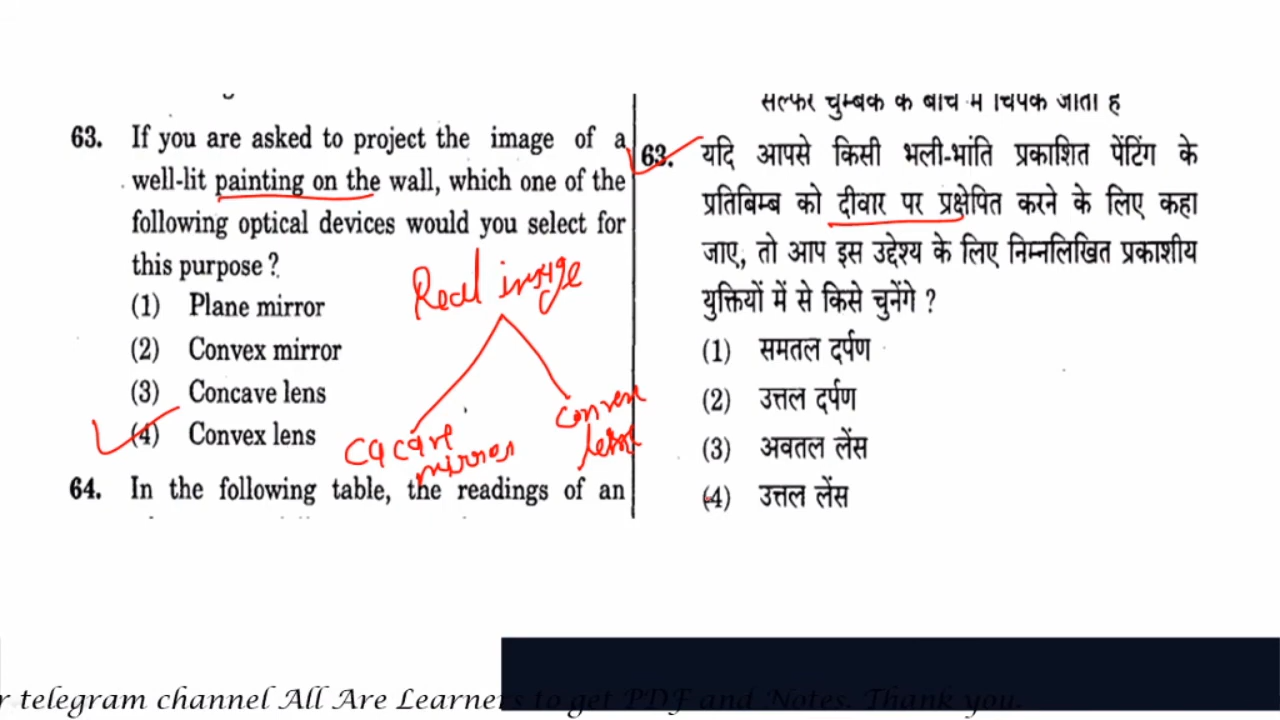 63. If you are asked to project the image of a
well-lit painting on the wall, which one of the
following optical devices would you select for
this purpose ?
(1) Plane mirror
(2) Convex mirror
(3) Concave lens
(4) Convex lens
64. In the following table, the readings of an
Real image
mirror
सल्फर चुम्बक के बीच में चिपक जाता है
63. यदि आपसे किसी भली-भांति प्रकाशित पेंटिंग के
प्रतिबिम्ब को दीवार पर प्रक्षेपित करने के लिए कहा
जाए, तो आप इस उद्देश्य के लिए निम्नलिखित प्रकाशीय
युक्तियों में से किसे चुनेंगे ?
(1) समतल दर्पण
(2) उत्तल दर्पण
(3) अवतल लेंस
(4) उत्तल लेंस
r telegram channel All Are Learners to get PDF and Notes. Thank you.